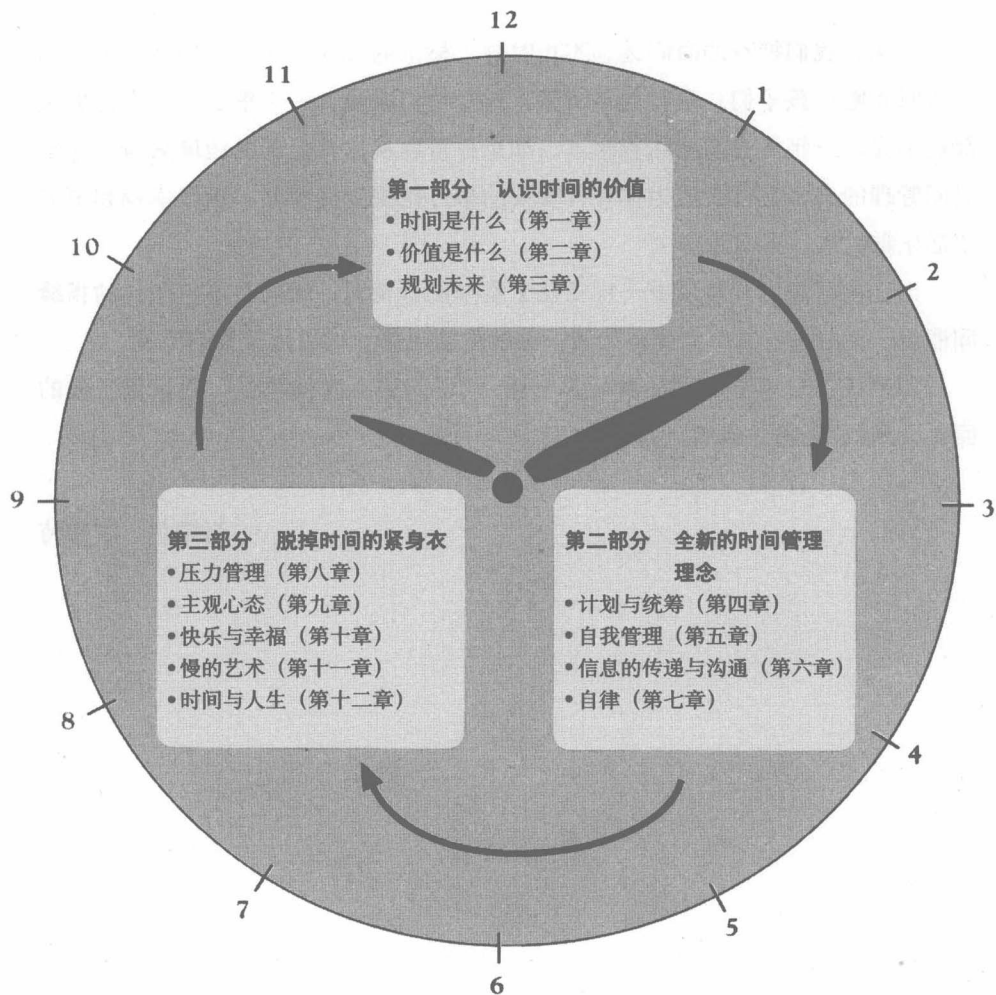 12
11
1
10
2
9
3
8
4
7
5
6
第一部分 认识时间的价值
•时间是什么（第一章）
•价值是什么（第二章）
•规划未来（第三章）
第二部分 全新的时间管理
理念
•计划与统筹（第四章）
•自我管理（第五章）
•信息的传递与沟通（第六章）
•自律（第七章）
第三部分 脱掉时间的紧身衣
•压力管理（第八章）
•主观心态（第九章）
•快乐与幸福（第十章）
•慢的艺术（第十一章）
•时间与人生（第十二章）